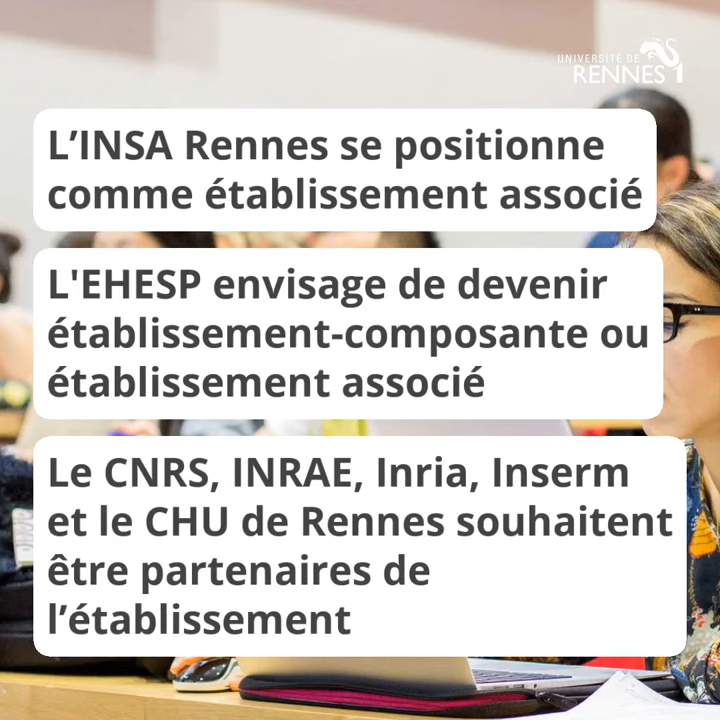 UNIVERSITÉ DE
RENNES 1
L’INSA Rennes se positionne
comme établissement associé
L'EHESP envisage de devenir
établissement-composante ou
établissement associé
Le CNRS, INRAE, Inria, Inserm
et le CHU de Rennes souhaitent
être partenaires de
l’établissement